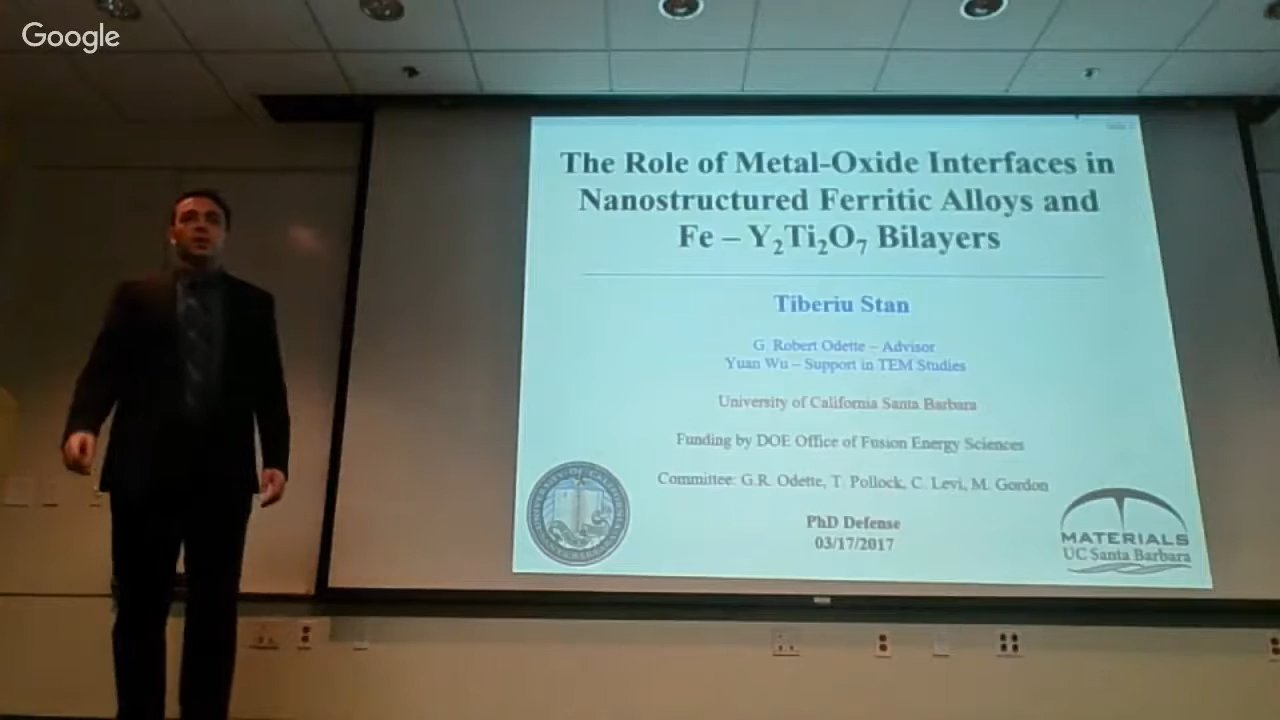 Google
The Role of Metal-Oxide Interfaces in
Nanostructured Ferritic Alloys and
Fe – Y₂Ti₂O₇ Bilayers
Tiberiu Stan
G. Robert Odette – Advisor
Yuan Wu – Support in TEM Studies
University of California Santa Barbara
Funding by DOE Office of Fusion Energy Sciences
Committee: G.R. Odette, T. Pollock, C. Levi, M. Gordon
PhD Defense
03/17/2017
MATERIALS
UC Santa Barbara